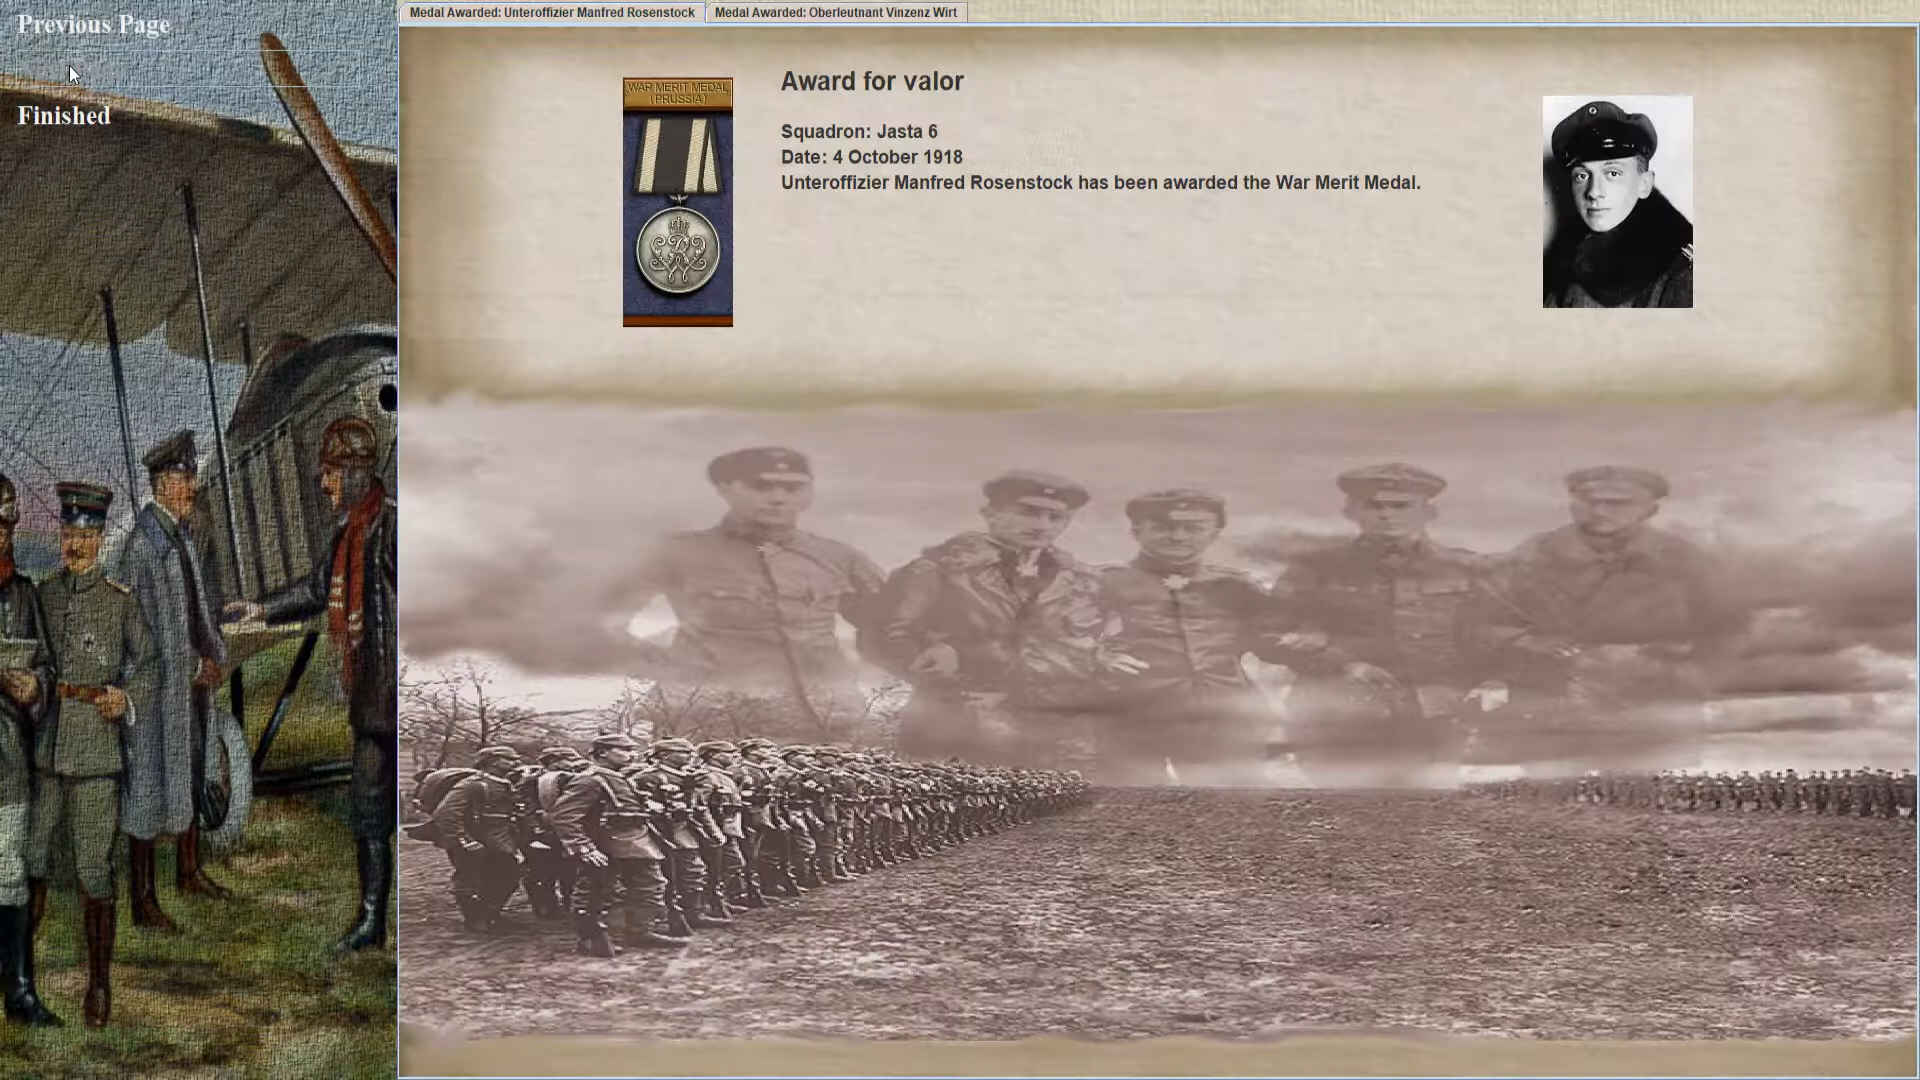 Previous Page
Finished
Medal Awarded: Unteroffizier Manfred Rosenstock
Medal Awarded: Oberleutnant Vinzenz Wirt
WAR MERIT MEDAL
(PRUSSIA)
Award for valor
Squadron: Jasta 6
Date: 4 October 1918
Unteroffizier Manfred Rosenstock has been awarded the War Merit Medal.